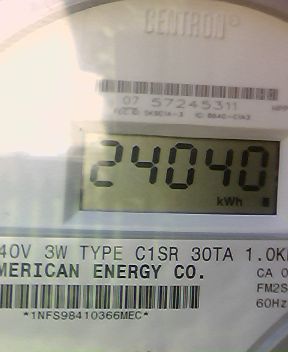 CENTRON®
07 57245311
24040
kWh
40V 3W TYPE C1SR 30TA 1.0K
MERICAN ENERGY CO.
CA 0
FM2S
60Hz
*1NFS98410366MEC*